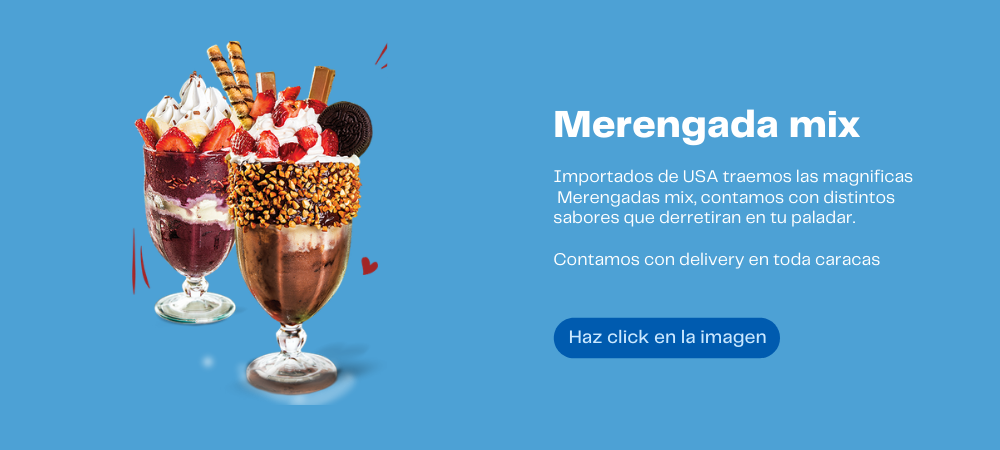 Merengada mix
Importados de USA traemos las magnificas
Merengadas mix, contamos con distintos
sabores que derretiran en tu paladar.
Contamos con delivery en toda caracas
Haz click en la imagen